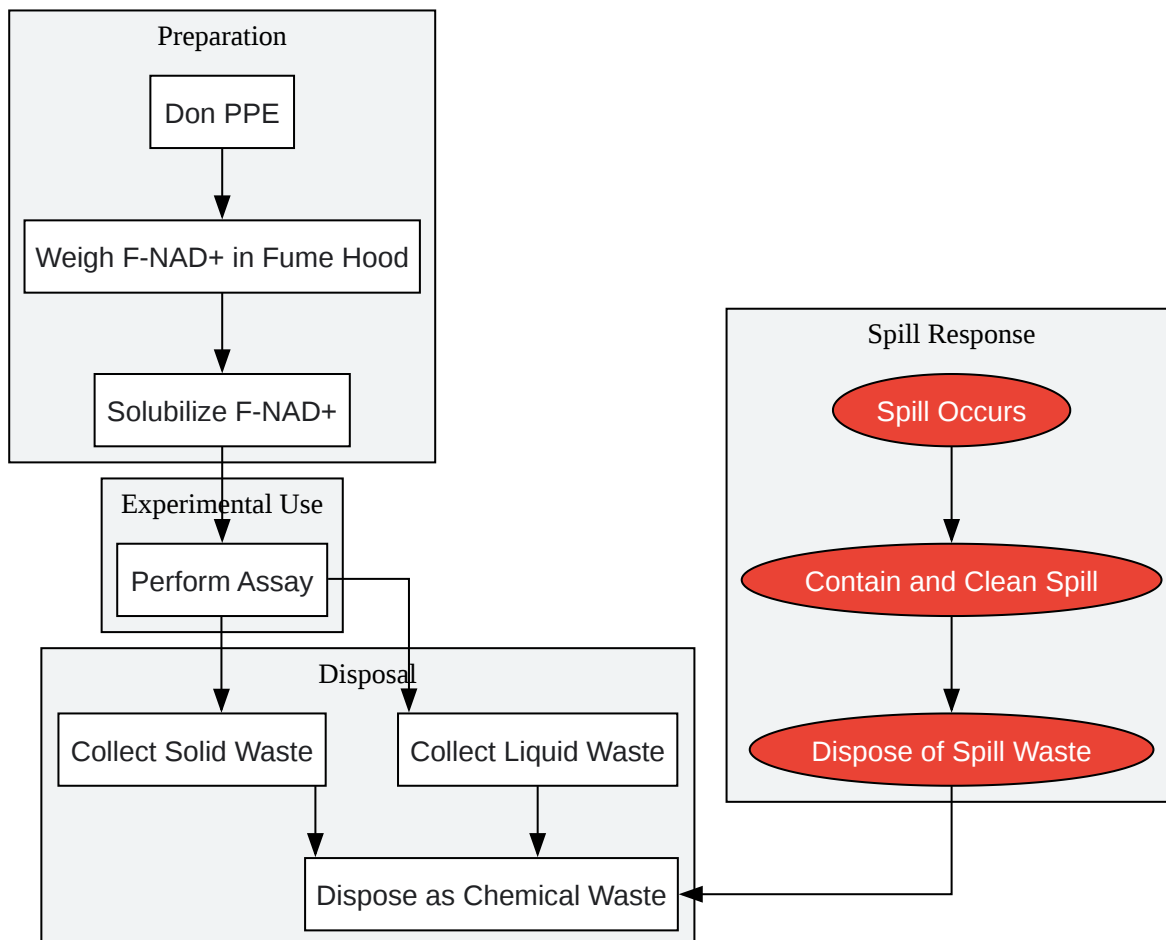 Preparation
Don PPE
Weigh F-NAD+ in Fume Hood
Solubilize F-NAD+
Experimental Use
Perform Assay
Disposal
Collect Solid Waste
Collect Liquid Waste
Dispose as Chemical Waste
Spill Response
Spill Occurs
Contain and Clean Spill
Dispose of Spill Waste